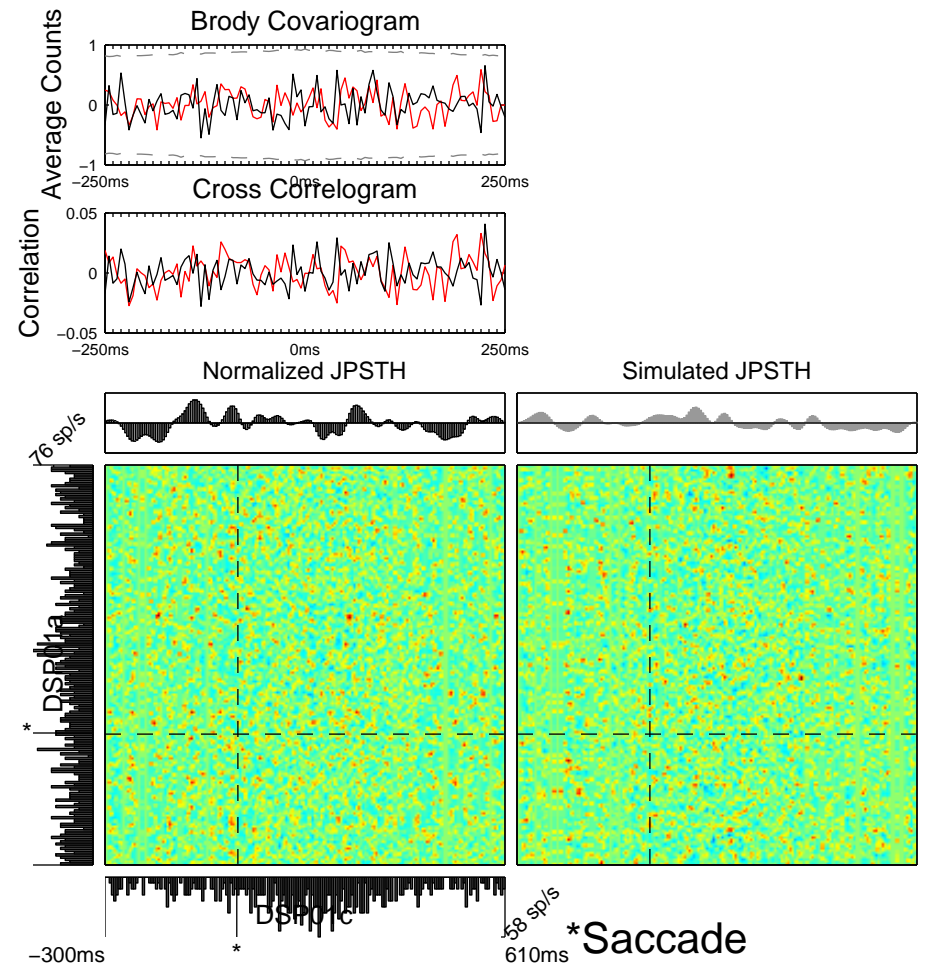 Brody Covariogram
Average Counts
1
0
−1
−250ms
0ms
250ms
Cross Correlogram
Correlation
0.05
0
−0.05
−250ms
0ms
250ms
Normalized JPSTH
Simulated JPSTH
76 sp/s
DSP01a
*
DSP01c
58 sp/s
*
−300ms
610ms
*Saccade